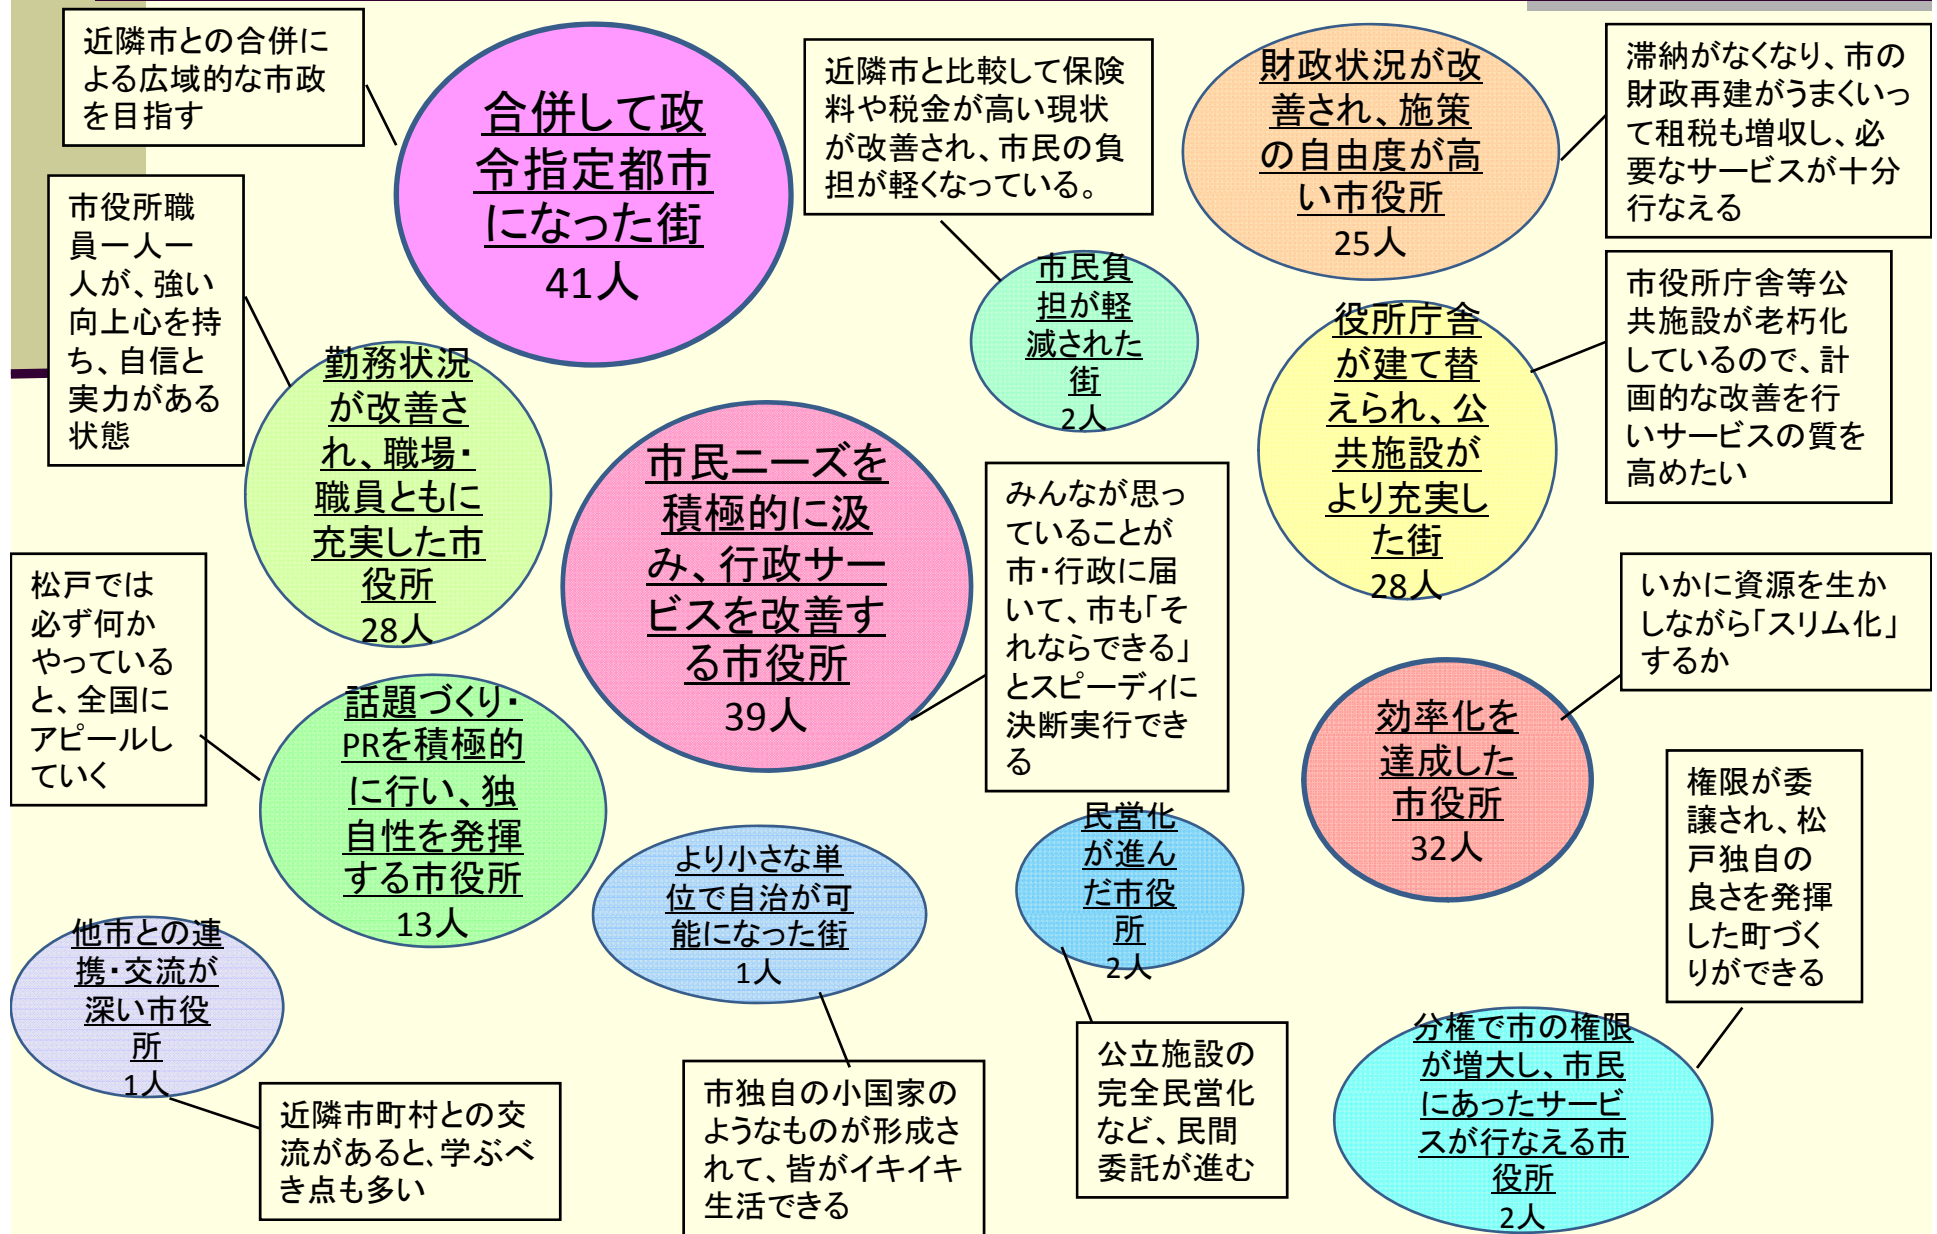 近隣市との合併に
よる広域的な市政
を目指す
合併して政
令指定都市
になった街
41人
近隣市と比較して保険
料や税金が高い現状
が改善され、市民の負
担が軽くなっている。
財政状況が改
善され、施策
の自由度が高
い市役所
25人
滞納がなくなり、市の
財政再建がうまくいっ
て租税も増収し、必
要なサービスが十分
行なえる
市役所職
員一人一
人が、強い
向上心を持
ち、自信と
実力がある
状態
市民負
担が軽
減された
街
2人
役所庁舎
が建て替
えられ、公
共施設が
より充実し
た街
28人
市役所庁舎等公
共施設が老朽化
しているので、計
画的な改善を行
いサービスの質を
高めたい
勤務状況
が改善さ
れ、職場・
職員ともに
充実した市
役所
28人
市民ニーズを
積極的に汲
み、行政サー
ビスを改善す
る市役所
39人
みんなが思っ
ていることが
市・行政に届
いて、市も「そ
れならできる」
とスピーディに
決断実行でき
る
松戸では
必ず何か
やっている
と、全国に
アピールし
ていく
いかに資源を生か
しながら「スリム化」
するか
話題づくり・
PRを積極的
に行い、独
自性を発揮
する市役所
13人
効率化を
達成した
市役所
32人
権限が委
譲され、松
戸独自の
良さを発揮
した町づく
りができる
より小さな単
位で自治が可
能になった街
1人
民営化
が進ん
だ市役
所
2人
他市との連
携・交流が
深い市役
所
1人
近隣市町村との交
流があると、学ぶべ
き点も多い
市独自の小国家の
ようなものが形成さ
れて、皆がイキイキ
生活できる
公立施設の
完全民営化
など、民間
委託が進む
分権で市の権限
が増大し、市民
にあったサービ
スが行なえる市
役所
2人